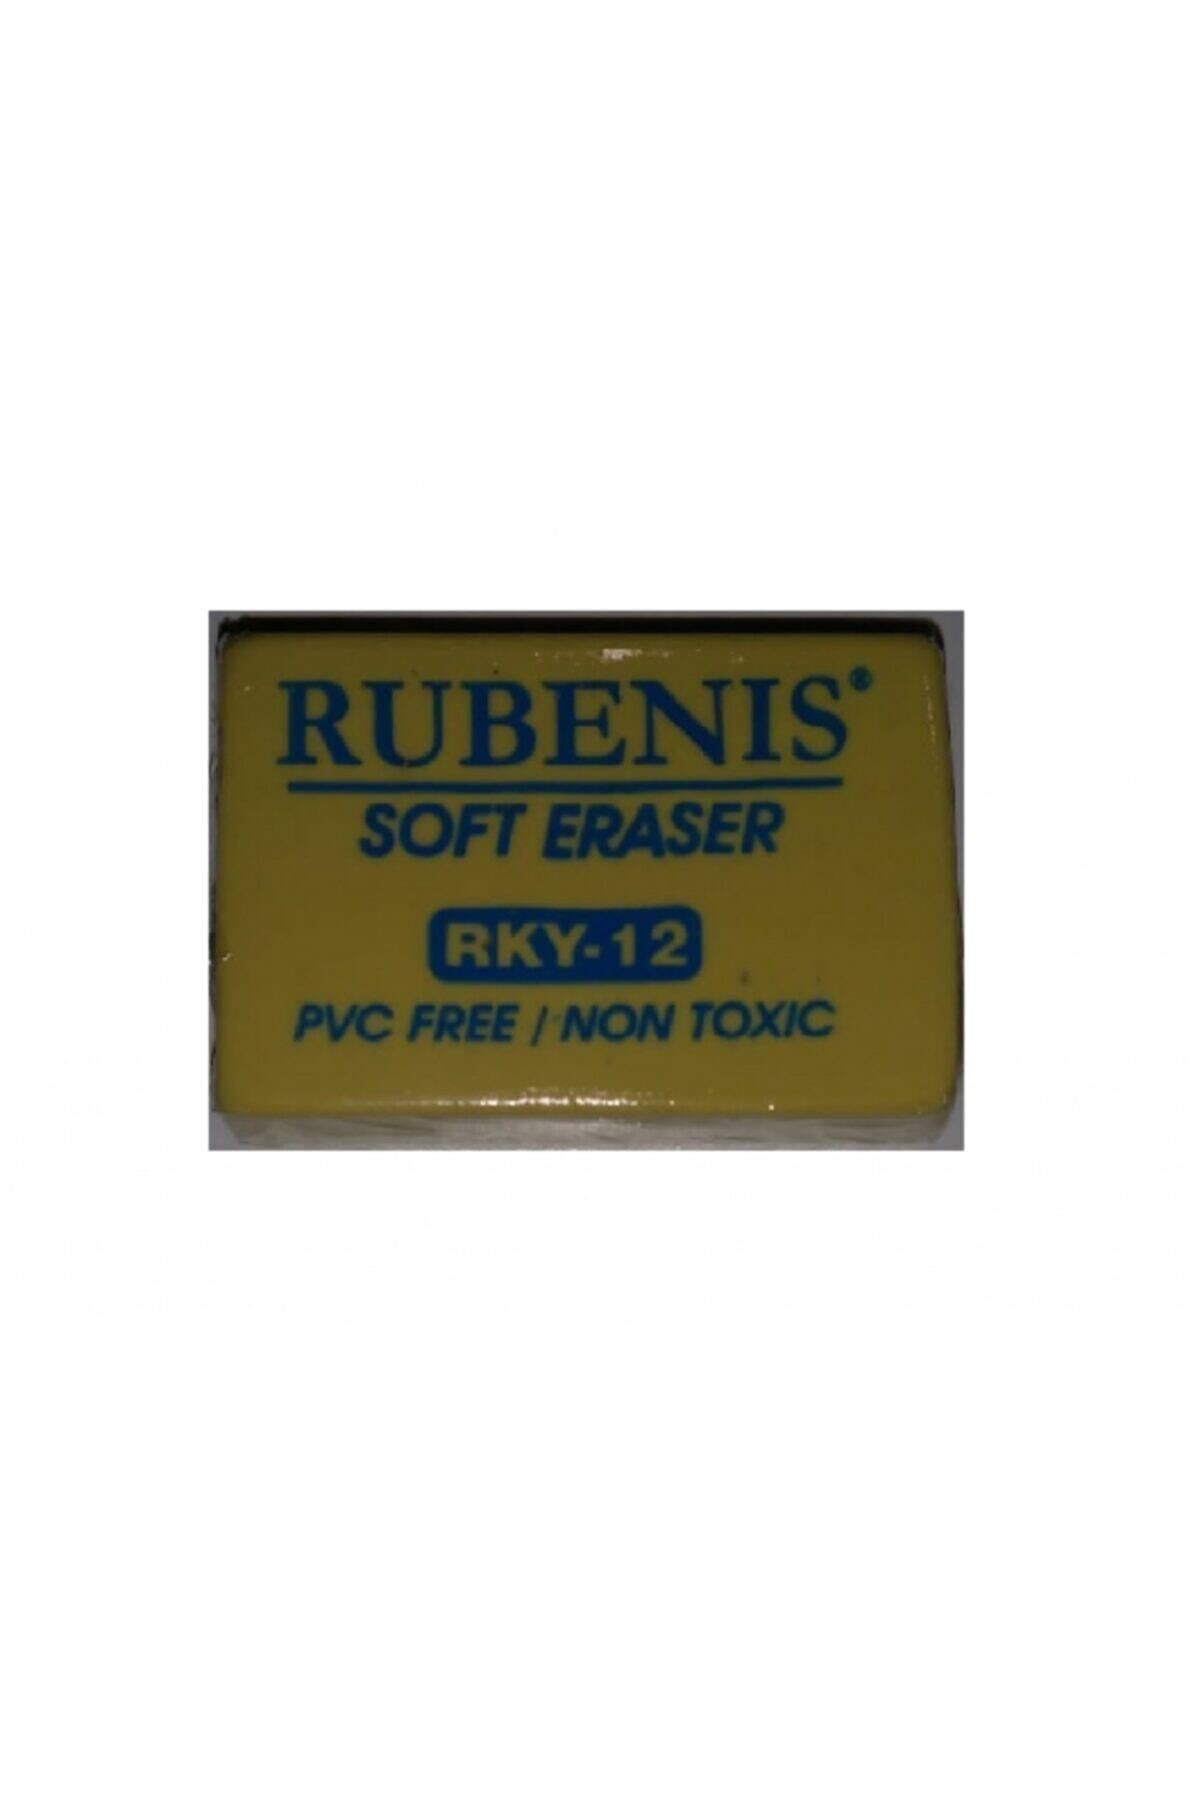 RUBENIS®
SOFT ERASER
RKY-12
PVC FREE / NON TOXIC